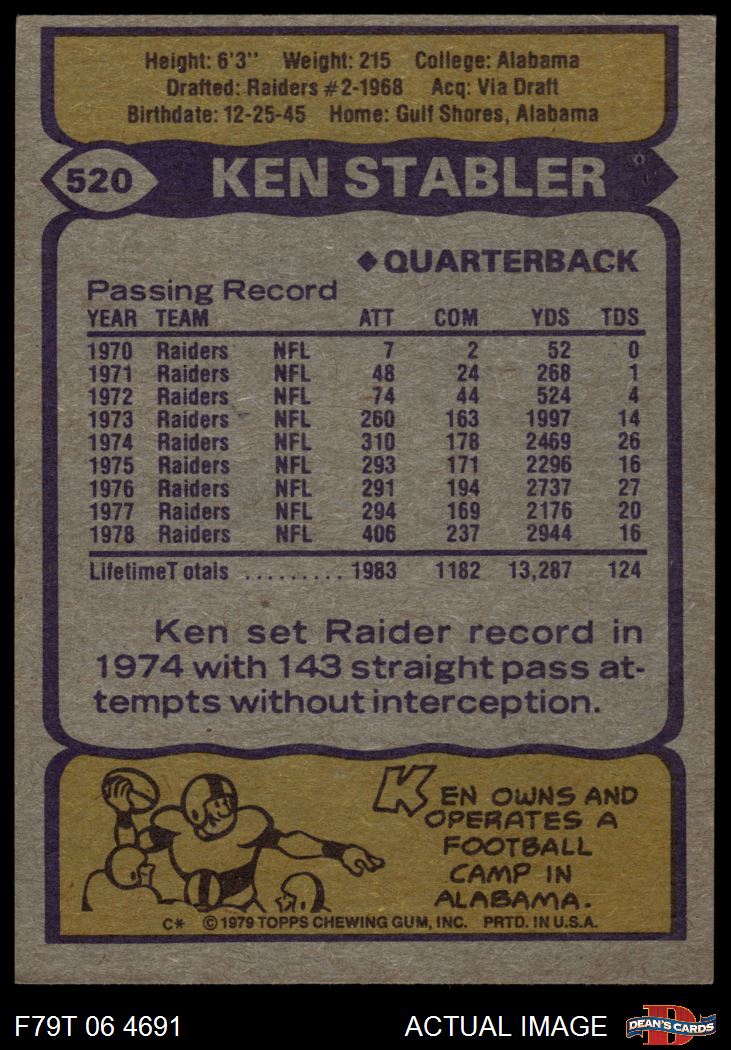 Height: 6'3" Weight: 215 College: Alabama
Drafted: Raiders #2-1968 Acq: Via Draft
Birthdate: 12-25-45 Home: Gulf Shores, Alabama
520 KEN STABLER
◆QUARTERBACK
Passing Record
YEAR TEAM ATT COM YDS TDS
1970 Raiders NFL 7 2 52 0
1971 Raiders NFL 48 24 268 1
1972 Raiders NFL 74 44 524 4
1973 Raiders NFL 260 163 1997 14
1974 Raiders NFL 310 178 2469 26
1975 Raiders NFL 293 171 2296 16
1976 Raiders NFL 291 194 2737 27
1977 Raiders NFL 294 169 2176 20
1978 Raiders NFL 406 237 2944 16
LifetimeT otals ......... 1983 1182 13,287 124
Ken set Raider record in
1974 with 143 straight pass at-
tempts without interception.
KEN OWNS AND
OPERATES A
FOOTBALL
CAMP IN
ALABAMA.
C* © 1979 TOPPS CHEWING GUM, INC. PRTD. IN U.S.A.
F79T 06 4691 ACTUAL IMAGE D DEAN'S CARDS